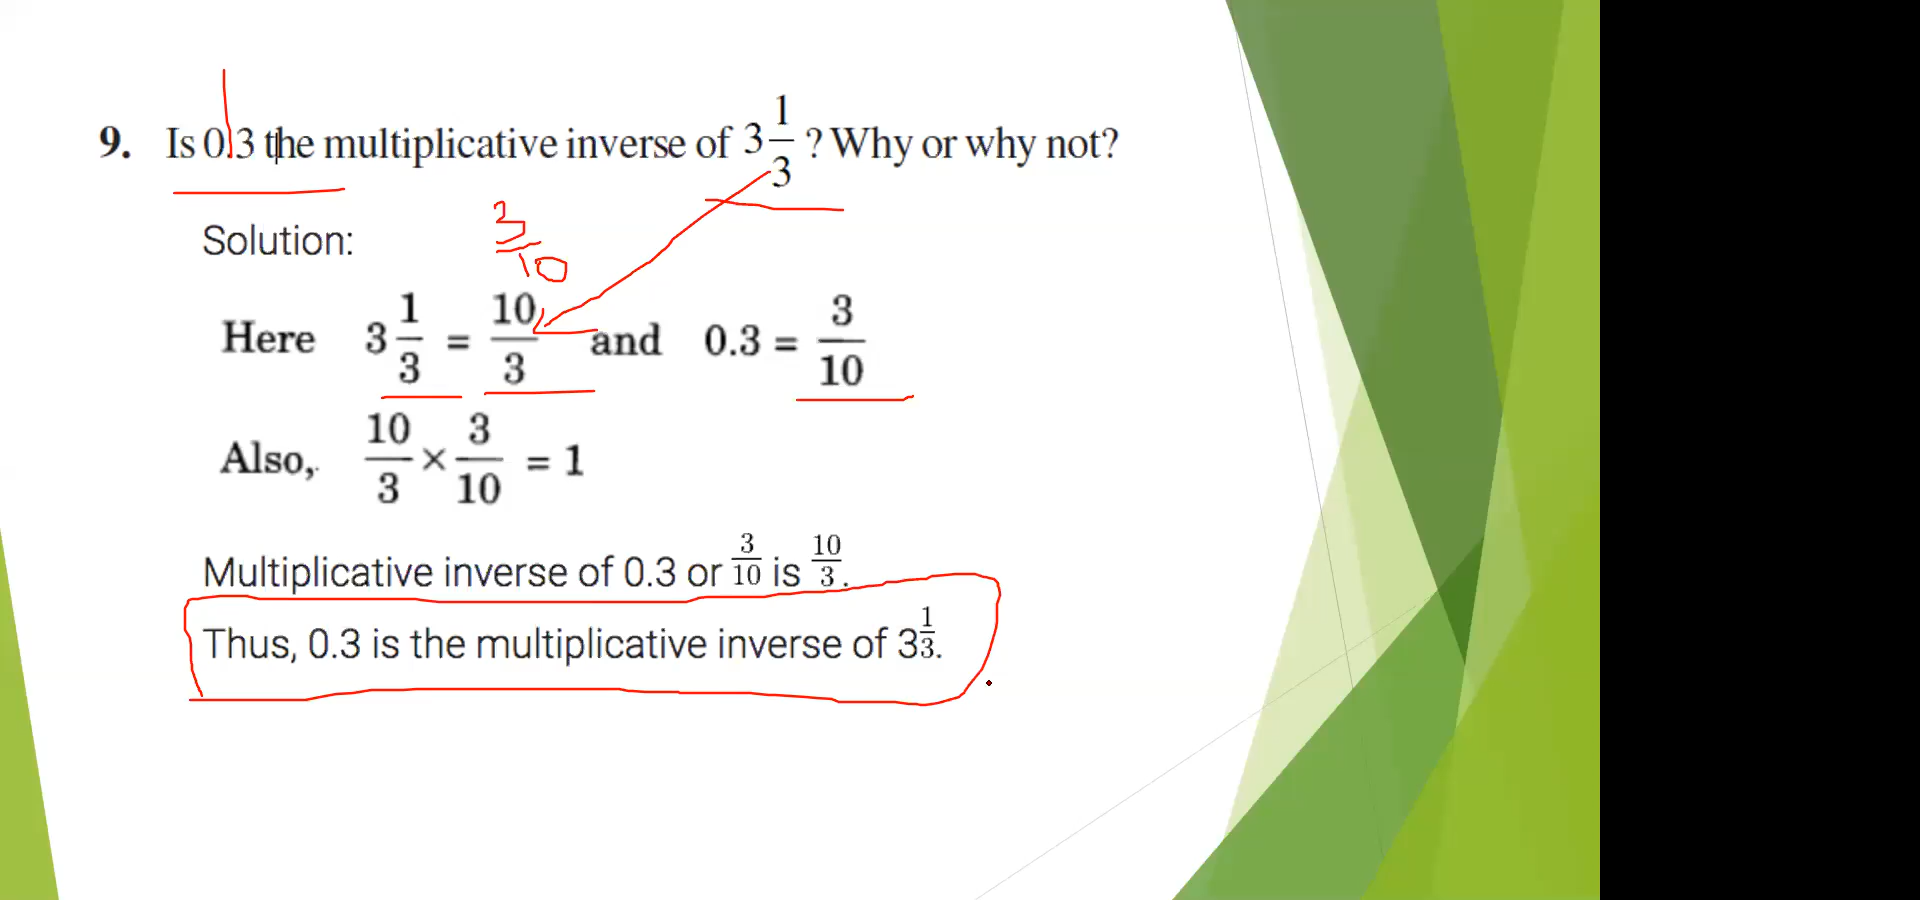 9. Is 0.3 the multiplicative inverse of 3 1/3 ? Why or why not?
Solution:
3/10
Here 3 1/3 = 10/3 and 0.3 = 3/10
Also, 10/3 × 3/10 = 1
Multiplicative inverse of 0.3 or 3/10 is 10/3.
Thus, 0.3 is the multiplicative inverse of 3 1/3.